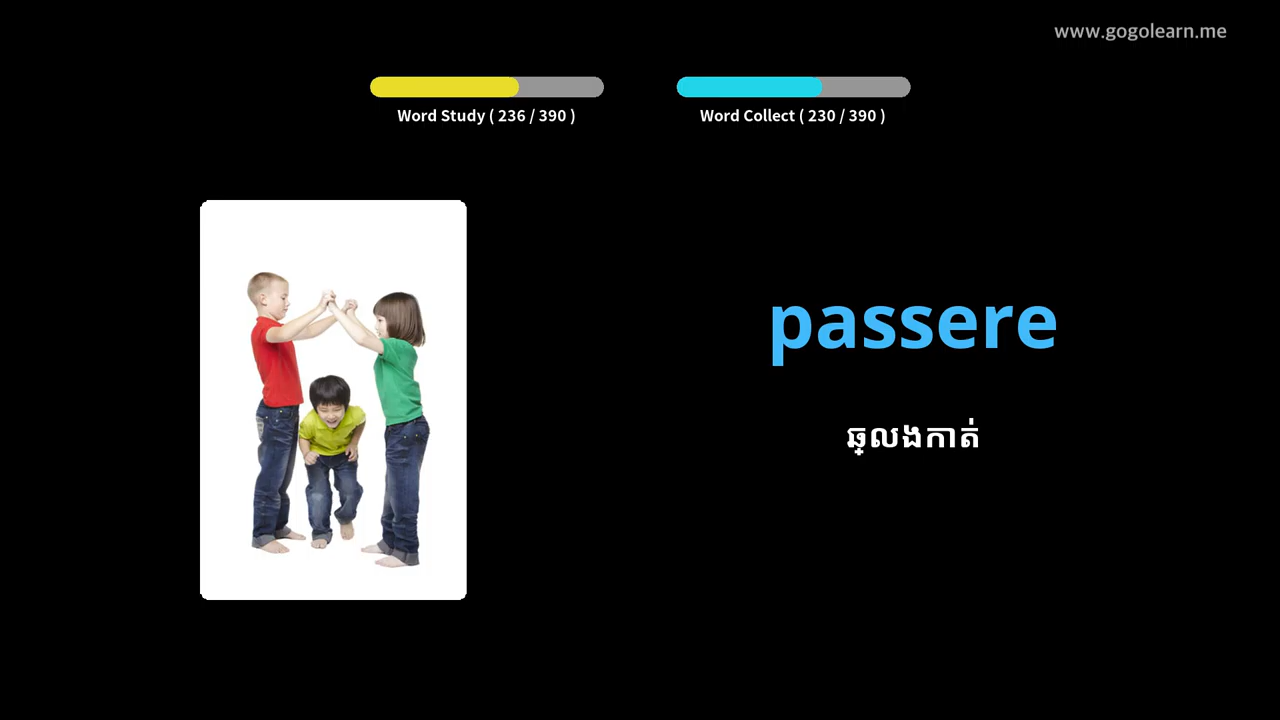 www.gogolearn.me
Word Study ( 236 / 390 )
Word Collect ( 230 / 390 )
passere
ឆ្លងកាត់